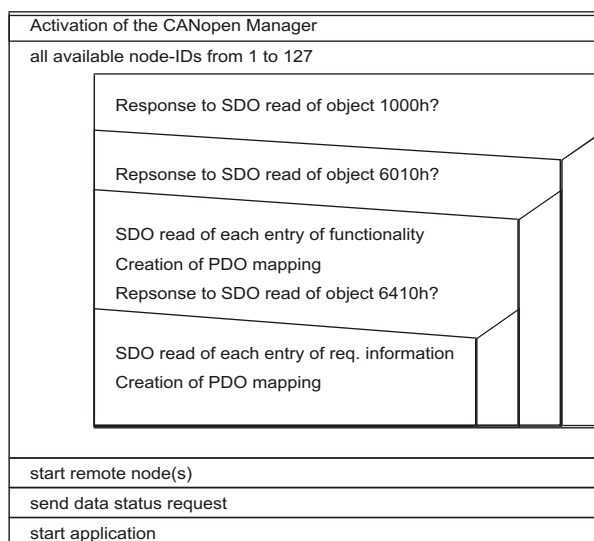 Activation of the CANopen Manager
all available node-IDs from 1 to 127
Response to SDO read of object 1000h?
Repsponse to SDO read of object 6010h?
SDO read of each entry of functionality
Creation of PDO mapping
Repsponse to SDO read of object 6410h?
SDO read of each entry of req. information
Creation of PDO mapping
start remote node(s)
send data status request
start application